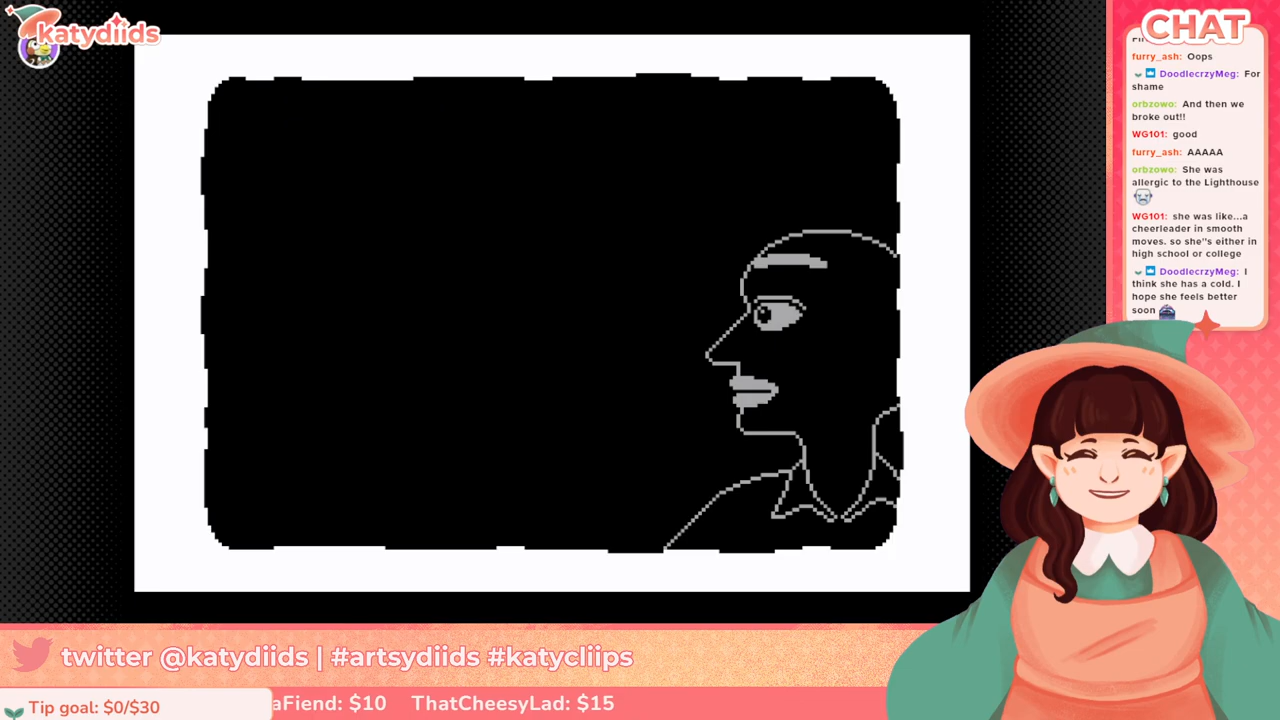 katydiids
CHAT
furry_ash: Oops
DoodlecrzyMeg: For
shame
orbzowo: And then we
broke out!!
WG101: good
furry_ash: AAAAA
orbzowo: She was
allergic to the Lighthouse
WG101: she was like...a
cheerleader in smooth
moves. so she"s either in
high school or college
DoodlecrzyMeg: I
think she has a cold. I
hope she feels better
soon
twitter @katydiids | #artsydiids #katycliips
Tip goal: $0/$30
aFiend: $10 ThatCheesyLad: $15